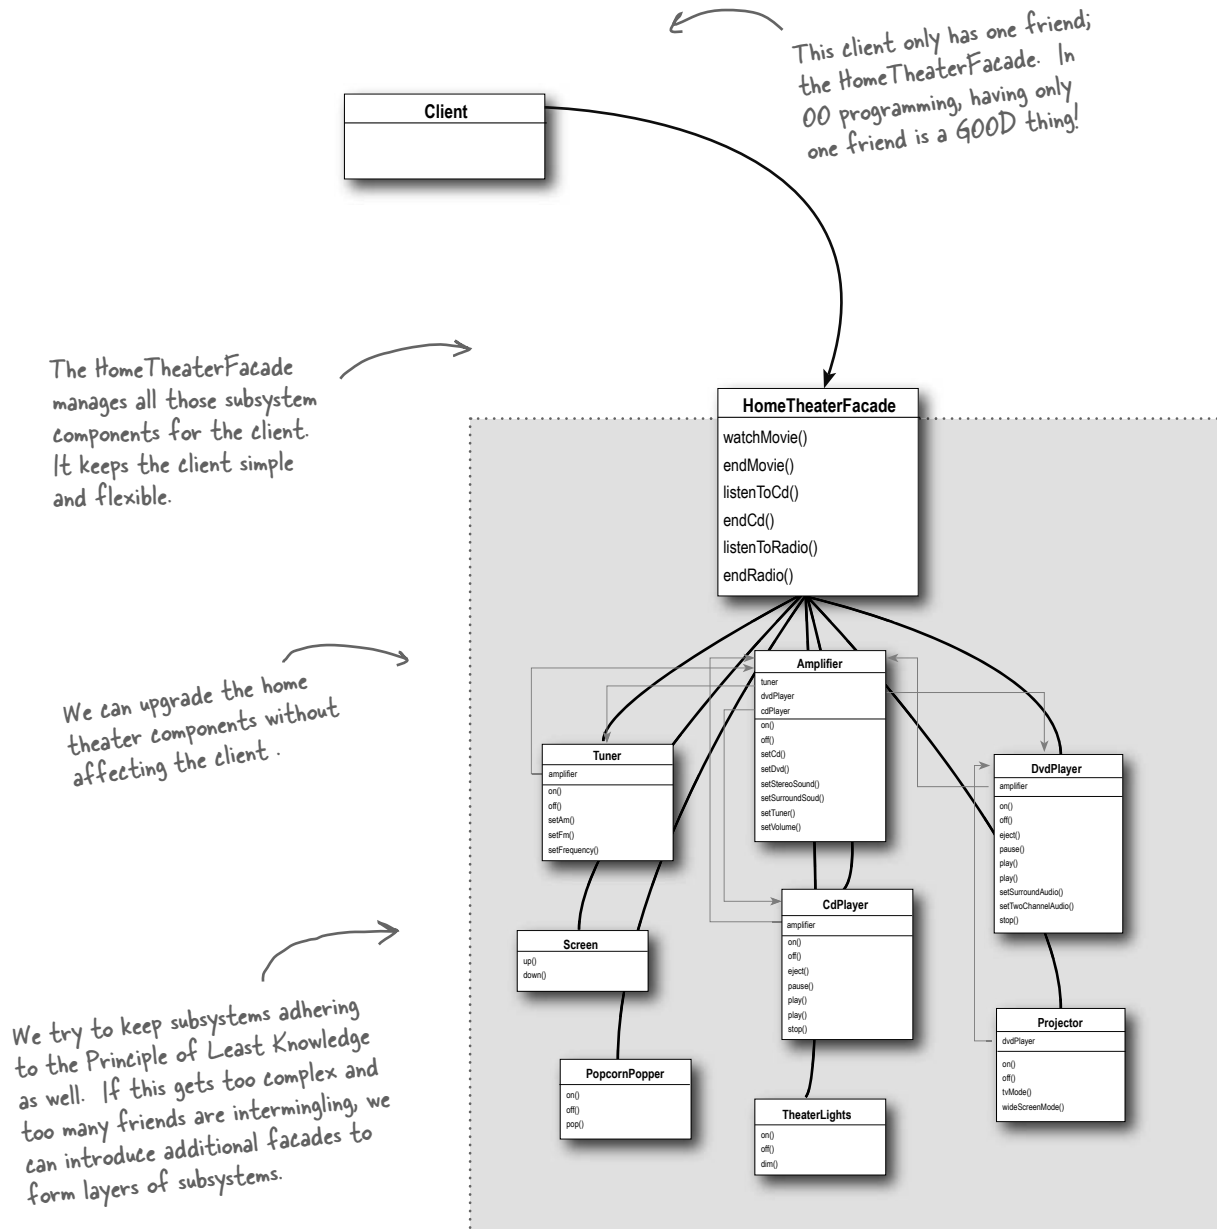 This client only has one friend;
the HomeTheaterFacade. In
OO programming, having only
one friend is a GOOD thing!
Client
The HomeTheaterFacade
manages all those subsystem
components for the client.
It keeps the client simple
and flexible.
HomeTheaterFacade
watchMovie()
endMovie()
listenToCd()
endCd()
listenToRadio()
endRadio()
We can upgrade the home
theater components without
affecting the client .
Amplifier
tuner
dvdPlayer
cdPlayer
on()
off()
setCd()
setDvd()
setStereoSound()
setSurroundSoud()
setTuner()
setVolume()
Tuner
amplifier
on()
off()
setAm()
setFm()
setFrequency()
DvdPlayer
amplifier
on()
off()
eject()
pause()
play()
play()
setSurroundAudio()
setTwoChannelAudio()
stop()
CdPlayer
amplifier
on()
off()
eject()
pause()
play()
play()
stop()
Screen
up()
down()
We try to keep subsystems adhering
to the Principle of Least Knowledge
as well. If this gets too complex and
too many friends are intermingling, we
can introduce additional facades to
form layers of subsystems.
Projector
dvdPlayer
on()
off()
tvMode()
wideScreenMode()
PopcornPopper
on()
off()
pop()
TheaterLights
on()
off()
dim()